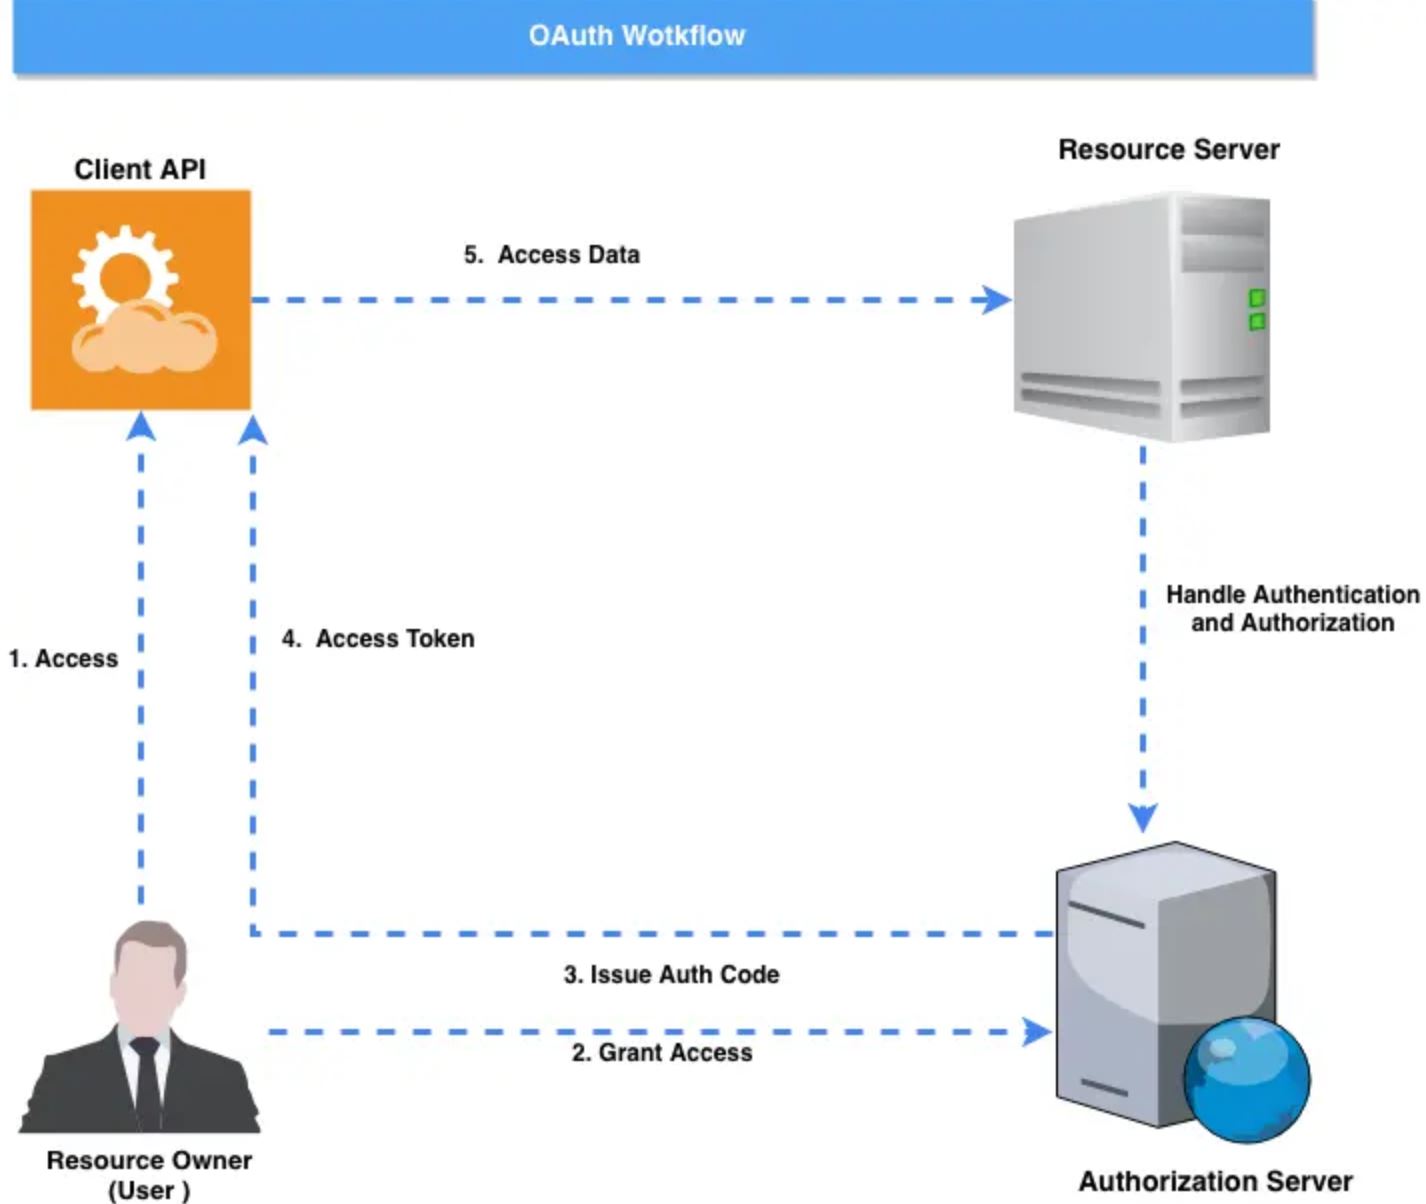 OAuth Wotkflow
Client API
Resource Server
5. Access Data
Handle Authentication
and Authorization
4. Access Token
1. Access
3. Issue Auth Code
2. Grant Access
Resource Owner
(User )
Authorization Server